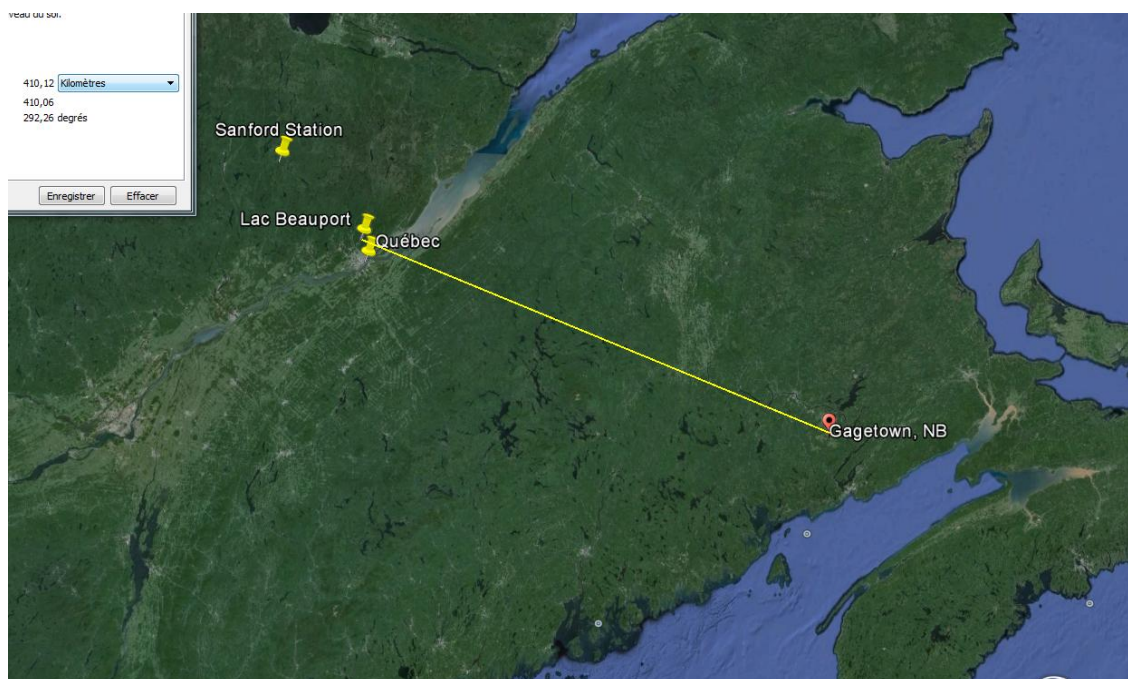 veau du sol.
410,12 Kilomètres
410,06
292,26 degrés
Enregistrer Effacer
Sanford Station
Lac Beauport
Québec
Gagetown, NB